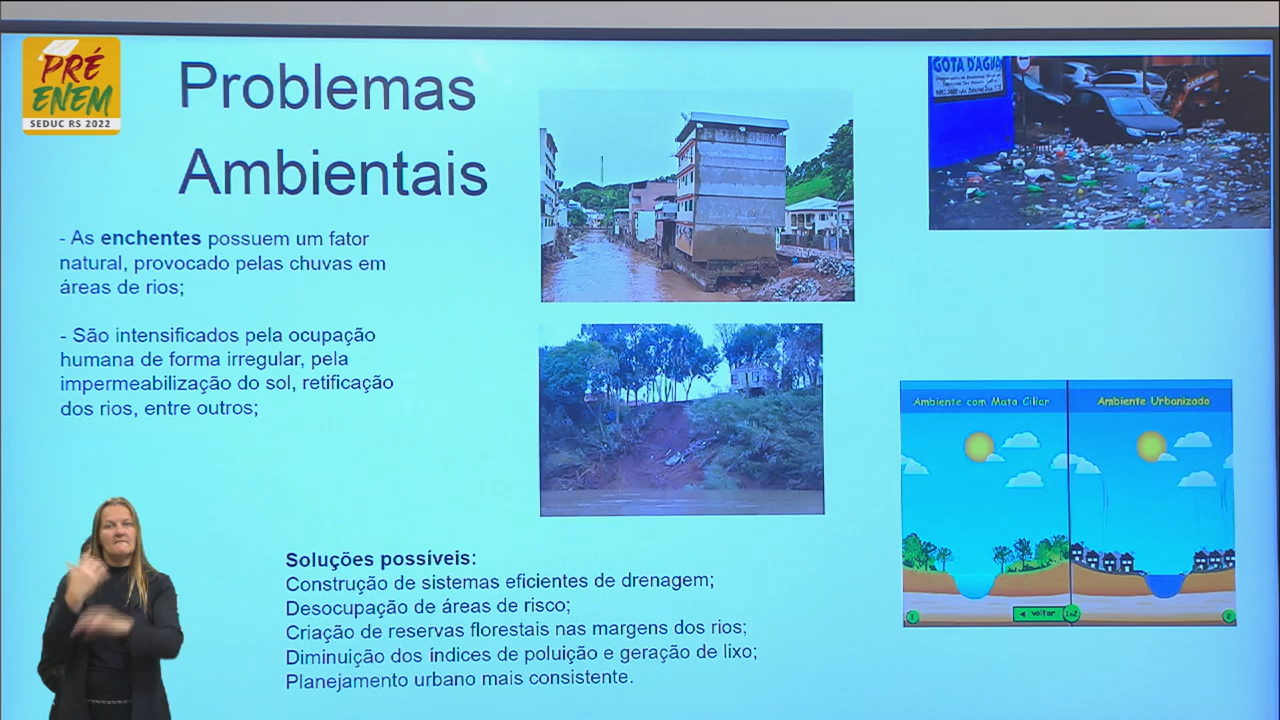 PRÉ
ENEM
SEDUC RS 2022
Problemas
Ambientais
- As enchentes possuem um fator
natural, provocado pelas chuvas em
áreas de rios;
- São intensificados pela ocupação
humana de forma irregular, pela
impermeabilização do sol, retificação
dos rios, entre outros;
GOTA D'AGUA
Ambiente com Mata Ciliar
Ambiente Urbanizado
1
◄ voltar
1x2
2
Soluções possíveis:
Construção de sistemas eficientes de drenagem;
Desocupação de áreas de risco;
Criação de reservas florestais nas margens dos rios;
Diminuição dos índices de poluição e geração de lixo;
Planejamento urbano mais consistente.